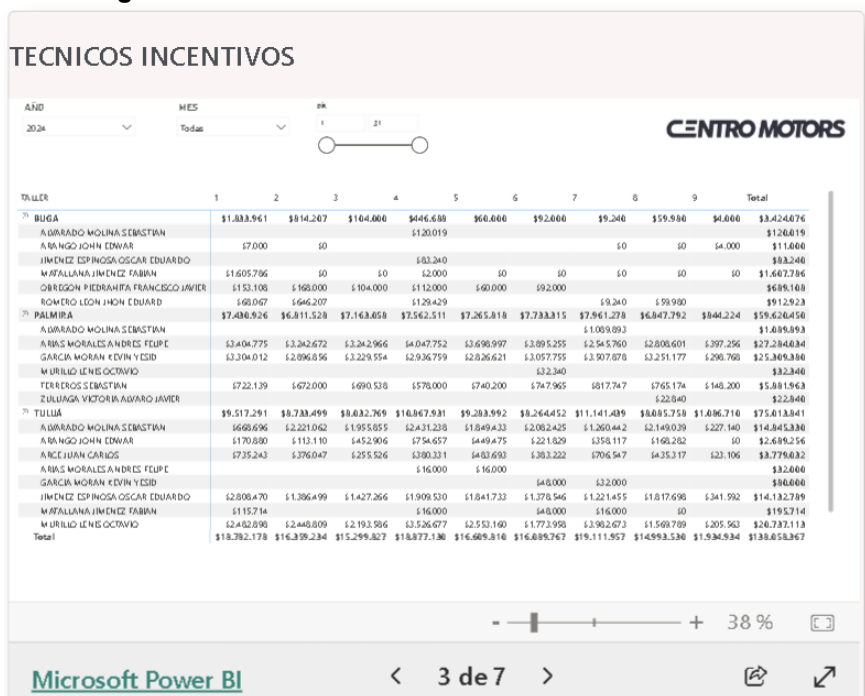 TECNICOS INCENTIVOS
AÑO MES DIA
2024 Todas 1 31
CENTRO MOTORS
TALLER 1 2 3 4 5 6 7 8 9 Total
BUGA $1.833.961 $814.207 $104.000 $446.688 $60.000 $92.000 $9.240 $59.980 $4.000 $3.424.076
ALVARADO MOLINA SEBASTIAN $120.019 $120.019
ARANGO JOHN EDWAR $7.000 $0 $0 $0 $4.000 $11.000
JIMENEZ ESPINOSA OSCAR EDUARDO $83.240 $83.240
MATALLANA JIMENEZ FABIAN $1.605.786 $0 $0 $2.000 $0 $0 $0 $0 $0 $1.607.786
OBREGON PIEDRAHITA FRANCISCO JAVIER $153.108 $168.000 $104.000 $112.000 $60.000 $92.000 $689.108
ROMERO LEON JHON EDUARD $68.067 $646.207 $129.429 $9.240 $59.980 $912.923
PALMIRA $7.430.926 $6.811.528 $7.163.058 $7.562.511 $7.265.818 $7.733.315 $7.961.278 $6.847.792 $844.224 $59.620.450
ALVARADO MOLINA SEBASTIAN $1.089.893 $1.089.893
ARIAS MORALES ANDRES FELIPE $3.404.775 $3.242.672 $3.242.966 $4.047.752 $3.698.997 $3.895.255 $2.545.760 $2.808.601 $397.256 $27.284.034
GARCIA MORAN KEVIN YESID $3.304.012 $2.896.856 $3.229.554 $2.936.759 $2.826.621 $3.057.755 $3.507.878 $3.251.177 $298.768 $25.309.380
MURILLO LENIS OCTAVIO $32.340 $32.340
TERREROS SEBASTIAN $722.139 $672.000 $690.538 $578.000 $740.200 $747.965 $817.747 $765.174 $148.200 $5.881.963
ZULUAGA VICTORIA ALVARO JAVIER $22.840 $22.840
TULUÁ $9.517.291 $8.733.499 $8.032.769 $10.867.931 $9.283.992 $8.264.452 $11.141.439 $8.085.758 $1.086.710 $75.013.841
ALVARADO MOLINA SEBASTIAN $668.696 $2.221.062 $1.955.855 $2.431.238 $1.849.433 $2.082.425 $1.260.442 $2.149.039 $227.140 $14.845.330
ARANGO JOHN EDWAR $170.880 $113.110 $452.906 $754.657 $449.475 $221.829 $358.117 $168.282 $0 $2.689.256
ARCE JUAN CARLOS $735.243 $376.047 $255.526 $380.331 $483.693 $383.222 $706.547 $435.317 $23.106 $3.779.032
ARIAS MORALES ANDRES FELIPE $16.000 $16.000 $32.000
GARCIA MORAN KEVIN YESID $48.000 $32.000 $80.000
JIMENEZ ESPINOSA OSCAR EDUARDO $2.808.470 $1.386.499 $1.427.266 $1.909.530 $1.841.733 $1.378.546 $1.221.455 $1.817.698 $341.592 $14.132.789
MATALLANA JIMENEZ FABIAN $115.714 $16.000 $48.000 $16.000 $0 $195.714
MURILLO LENIS OCTAVIO $2.482.898 $2.448.809 $2.193.586 $3.526.677 $2.553.160 $1.773.958 $3.982.673 $1.569.789 $205.563 $20.737.113
Total $18.782.178 $16.359.234 $15.299.827 $18.877.130 $16.609.810 $16.089.767 $19.111.957 $14.993.530 $1.934.934 $138.058.367
- + 38 %
Microsoft Power BI < 3 de 7 >